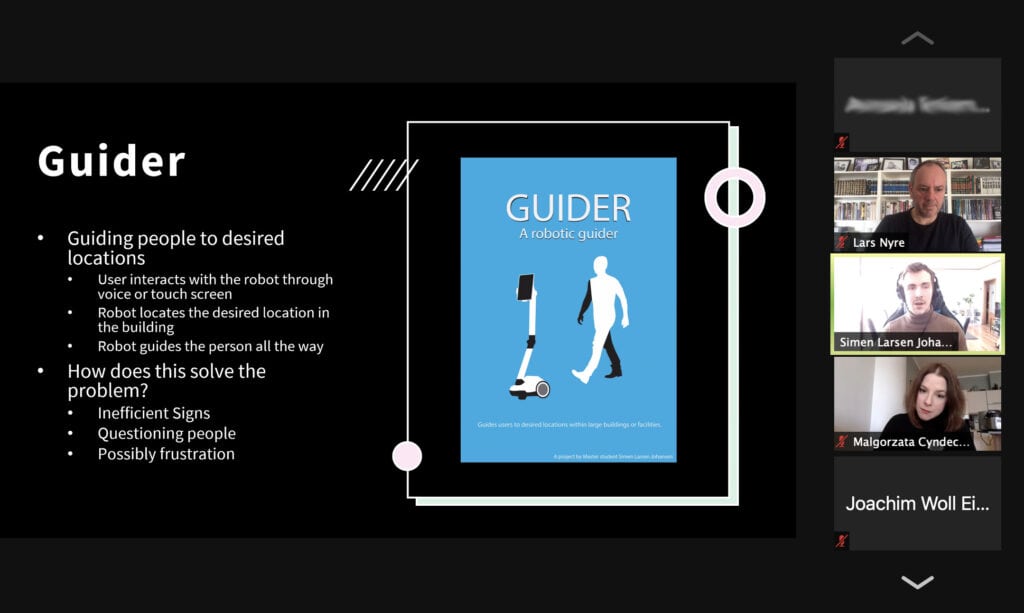 Guider
• Guiding people to desired
locations
• User interacts with the robot through
voice or touch screen
• Robot locates the desired location in
the building
• Robot guides the person all the way
• How does this solve the
problem?
• Inefficient Signs
• Questioning people
• Possibly frustration
GUIDER
A robotic guider
Guides users to desired locations within large buildings or facilities.
A project by Master student Simen Larsen Johansen
Lars Nyre
Simen Larsen Joha...
Malgorzata Cyndec...
Joachim Woll Ei...